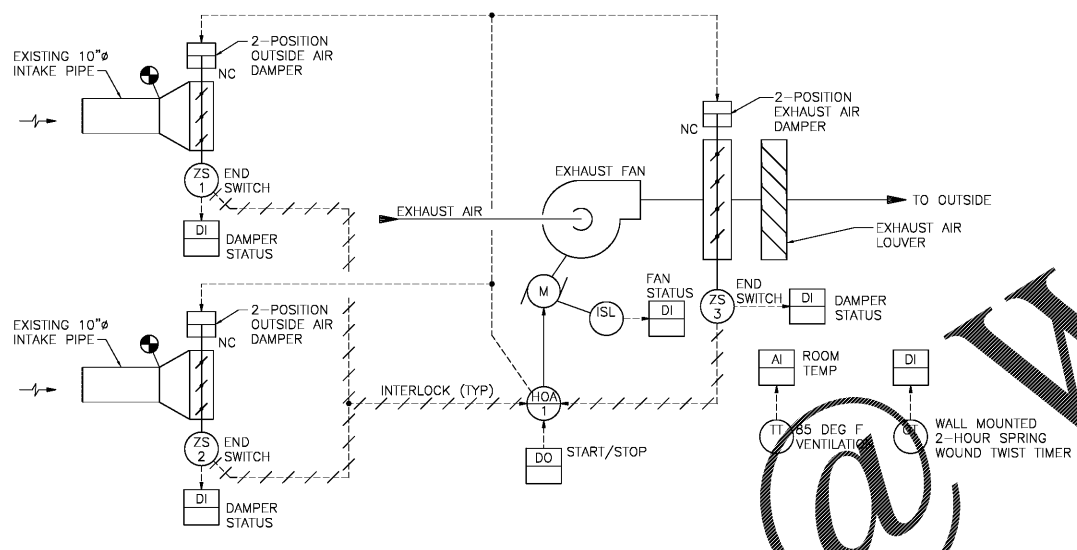 EXISTING 10"ø
INTAKE PIPE
2-POSITION
OUTSIDE AIR
DAMPER
NC
ZS
1
END
SWITCH
DI
DAMPER
STATUS
EXHAUST AIR
EXHAUST FAN
2-POSITION
EXHAUST AIR
DAMPER
NC
TO OUTSIDE
EXHAUST AIR
LOUVER
M
ISL
FAN
STATUS
DI
ZS
3
END
SWITCH
DI
DAMPER
STATUS
EXISTING 10"ø
INTAKE PIPE
2-POSITION
OUTSIDE AIR
DAMPER
NC
ZS
2
END
SWITCH
DI
DAMPER
STATUS
INTERLOCK (TYP)
HOA
1
DO
START/STOP
AI
ROOM
TEMP
TT
85 DEG F
VENTILATION
DI
WALL MOUNTED
2-HOUR SPRING
WOUND TWIST TIMER
@